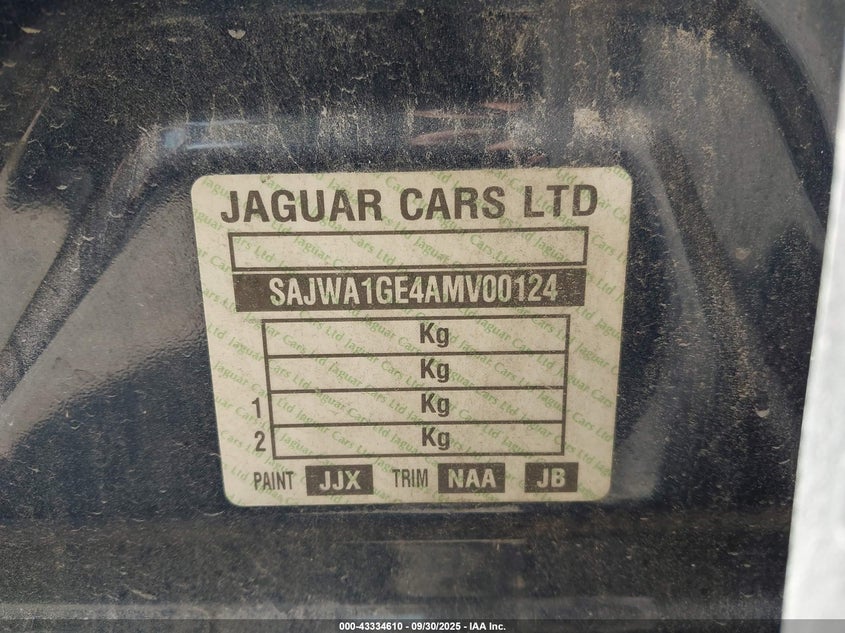 JAGUAR CARS LTD
SAJWA1GE4AMV00124
Kg
Kg
1 Kg
2 Kg
PAINT JJX TRIM NAA JB
000-43334610 | 09/30/2025 - IAA Inc.